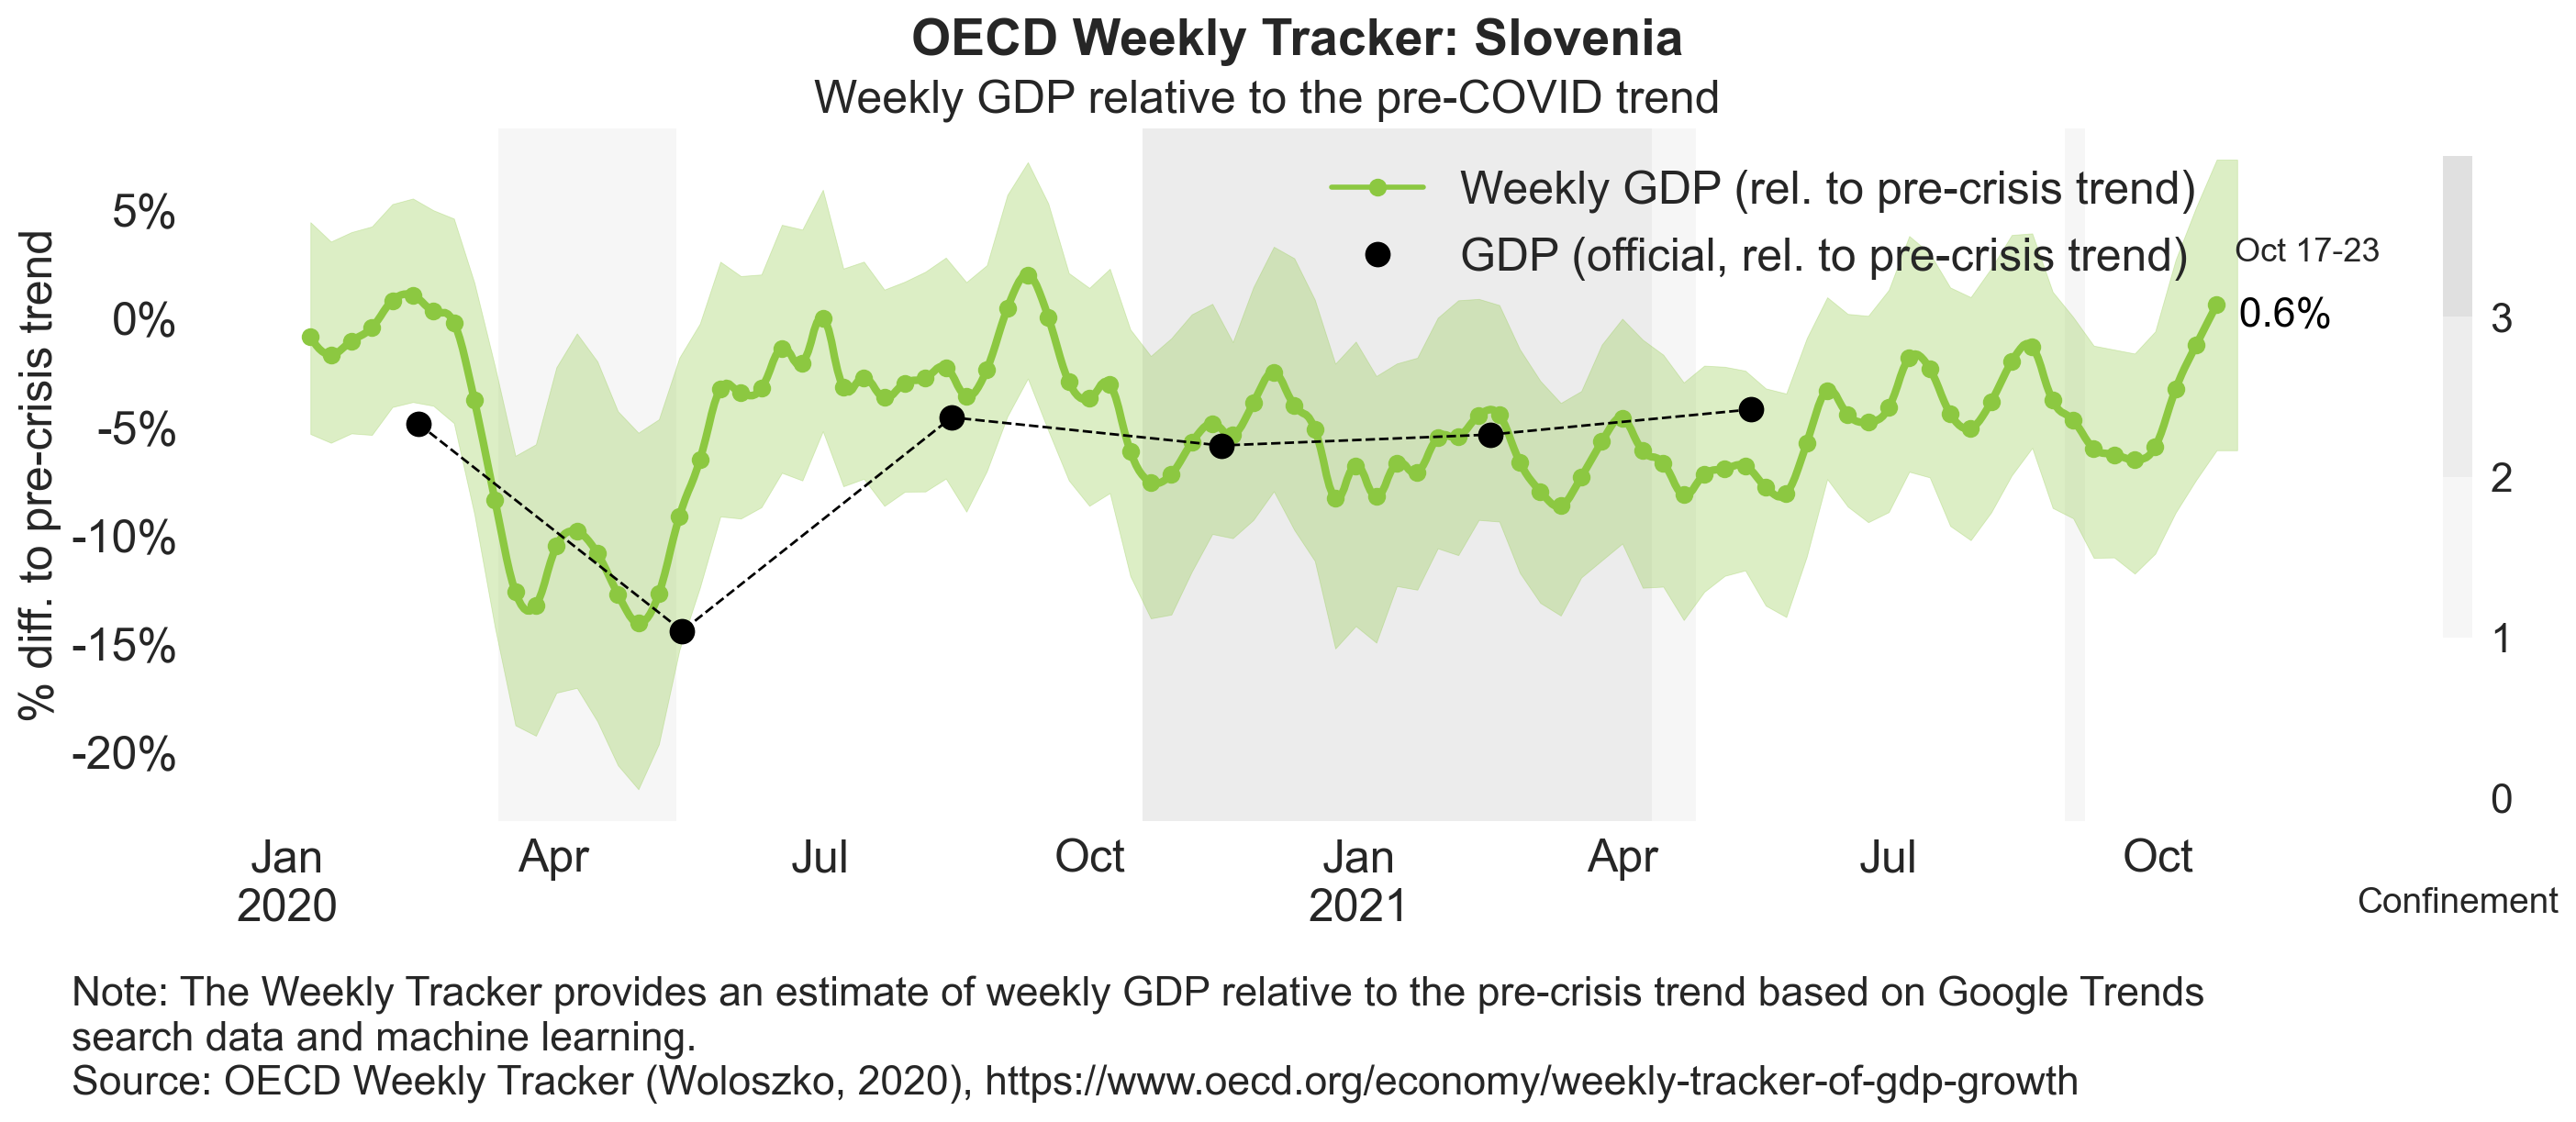 OECD Weekly Tracker: Slovenia
Weekly GDP relative to the pre-COVID trend
% diff. to pre-crisis trend
5%
0%
-5%
-10%
-15%
-20%
Weekly GDP (rel. to pre-crisis trend)
GDP (official, rel. to pre-crisis trend)
Oct 17-23
0.6%
3
2
1
0
Jan Apr Jul Oct Jan Apr Jul Oct
2020 2021
Confinement
Note: The Weekly Tracker provides an estimate of weekly GDP relative to the pre-crisis trend based on Google Trends
search data and machine learning.
Source: OECD Weekly Tracker (Woloszko, 2020), https://www.oecd.org/economy/weekly-tracker-of-gdp-growth